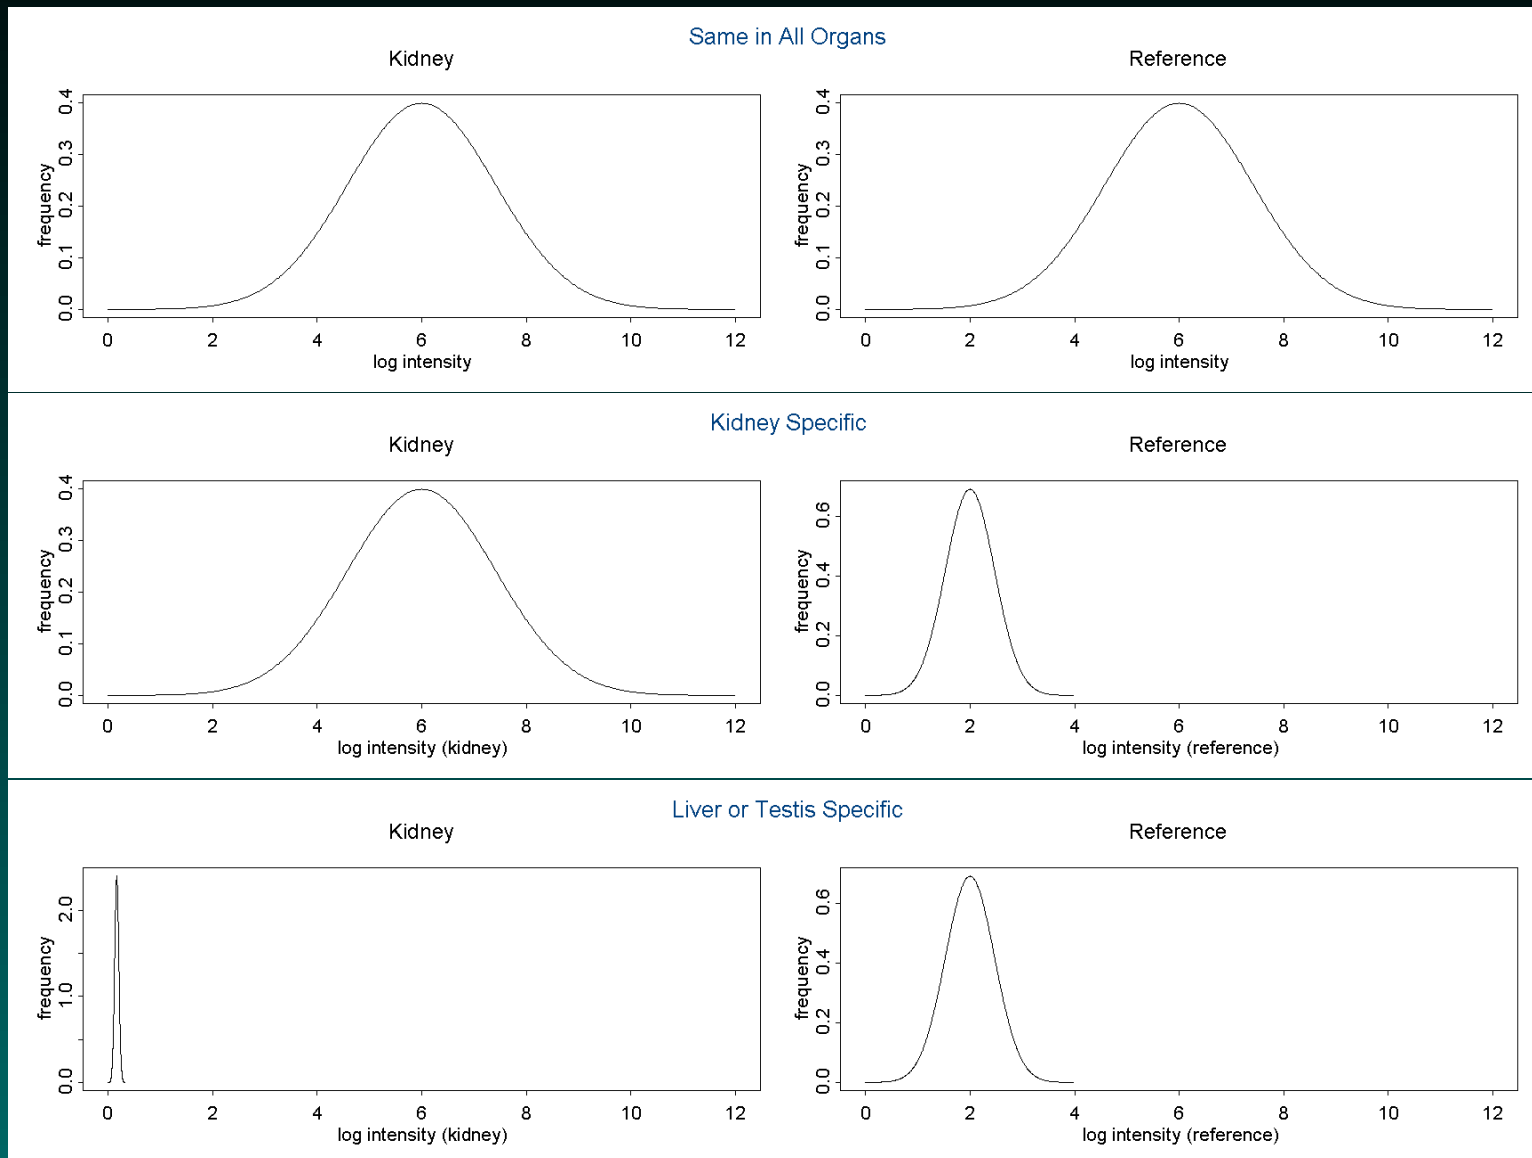 Same in All Organs
Kidney
Reference
frequency
0.0 0.1 0.2 0.3 0.4
0 2 4 6 8 10 12
log intensity
frequency
0.0 0.1 0.2 0.3 0.4
0 2 4 6 8 10 12
log intensity
Kidney Specific
Kidney
Reference
frequency
0.0 0.1 0.2 0.3 0.4
0 2 4 6 8 10 12
log intensity (kidney)
frequency
0.0 0.2 0.4 0.6
0 2 4 6 8 10 12
log intensity (reference)
Liver or Testis Specific
Kidney
Reference
frequency
0.0 1.0 2.0
0 2 4 6 8 10 12
log intensity (kidney)
frequency
0.0 0.2 0.4 0.6
0 2 4 6 8 10 12
log intensity (reference)